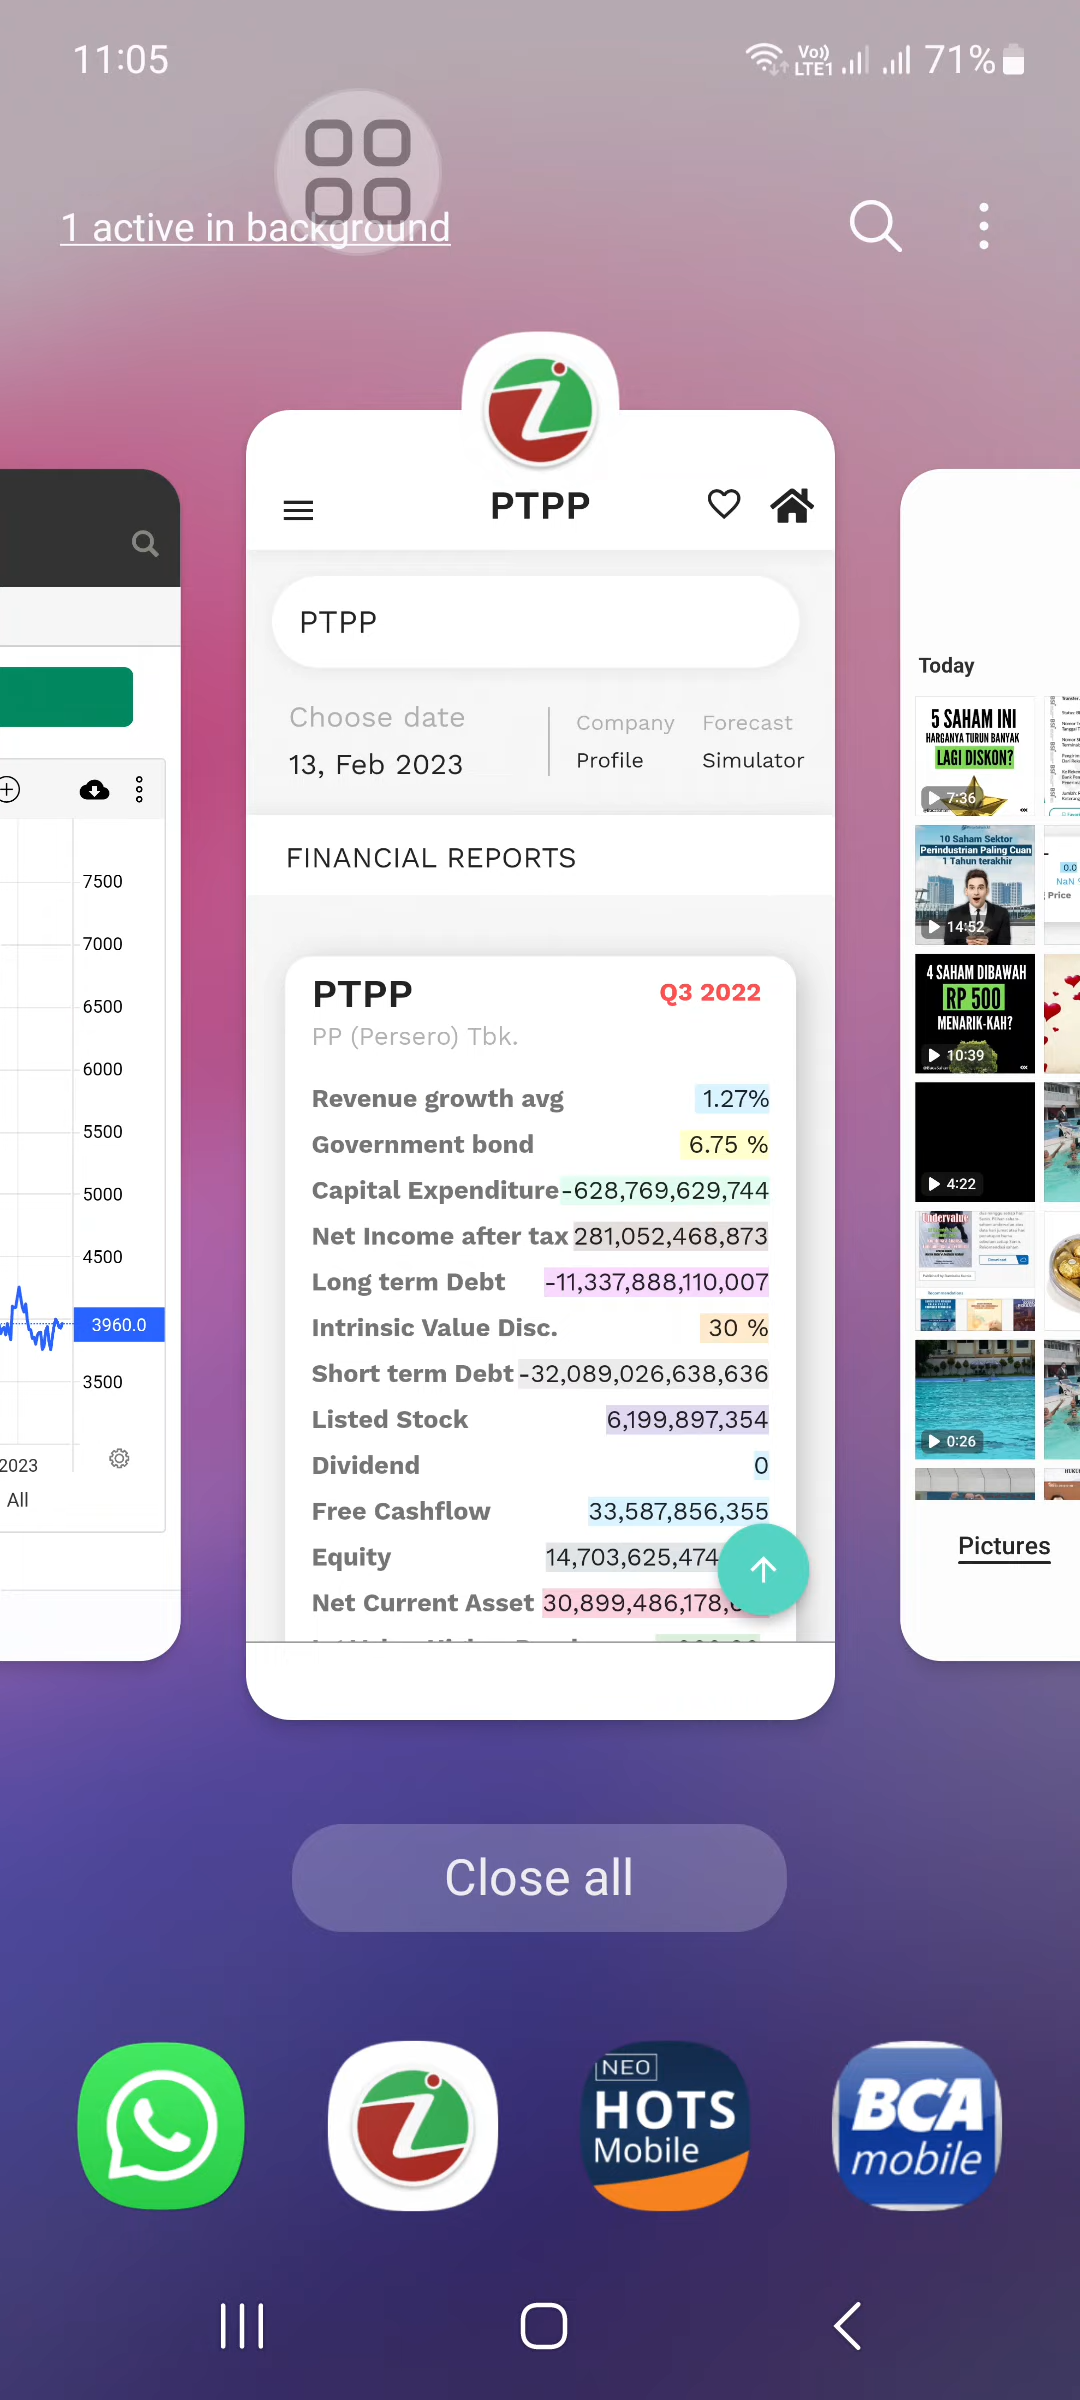 11:05
Vo)) LTE1
71%
1 active in background
PTPP
PTPP
Choose date
13, Feb 2023
Company
Profile
Forecast
Simulator
FINANCIAL REPORTS
PTPP
Q3 2022
PP (Persero) Tbk.
Revenue growth avg 1.27%
Government bond 6.75 %
Capital Expenditure -628,769,629,744
Net Income after tax 281,052,468,873
Long term Debt -11,337,888,110,007
Intrinsic Value Disc. 30 %
Short term Debt -32,089,026,638,636
Listed Stock 6,199,897,354
Dividend 0
Free Cashflow 33,587,856,355
Equity 14,703,625,474
Net Current Asset 30,899,486,178,
7500
7000
6500
6000
5500
5000
4500
3960.0
3500
2023
All
Today
5 SAHAM INI
HARGANYA TURUN BANYAK
LAGI DISKON?
7:36
10 Saham Sektor
Perindustrian Paling Cuan
1 Tahun terakhir
14:52
0.0
NaN
Price
4 SAHAM DIBAWAH
RP 500
MENARIK-KAH?
10:39
4:22
Undervalue
0:26
Pictures
Close all
NEO
HOTS
Mobile
BCA
mobile